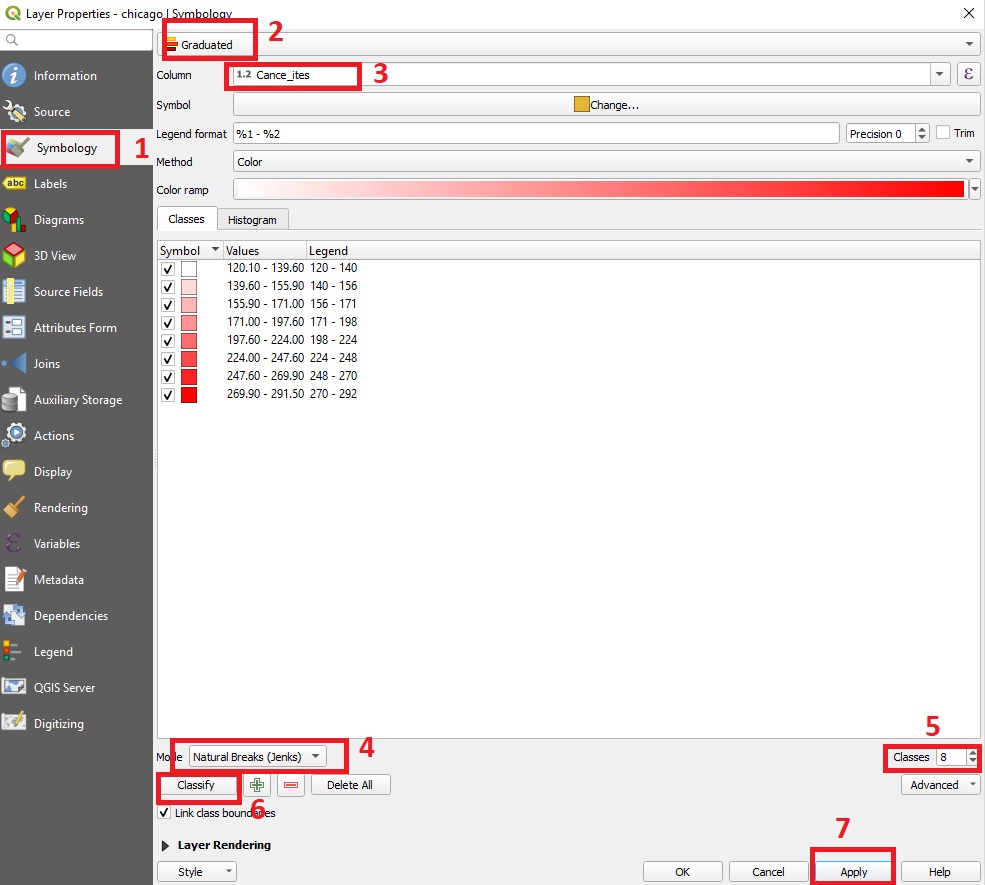 Layer Properties - chicago | Symbology
2
Graduated
Information
Column
1.2 Cance_ites
3
ε
Source
Symbol
Change...
Legend format
%1 - %2
Precision 0
Trim
Symbology
1
Method
Color
Labels
abc
Color ramp
Diagrams
Classes
Histogram
3D View
Symbol
Values
Legend
120.10 - 139.60 120 - 140
Source Fields
139.60 - 155.90 140 - 156
155.90 - 171.00 156 - 171
Attributes Form
171.00 - 197.60 171 - 198
197.60 - 224.00 198 - 224
Joins
224.00 - 247.60 224 - 248
247.60 - 269.90 248 - 270
Auxiliary Storage
269.90 - 291.50 270 - 292
Actions
Display
Rendering
ε
Variables
Metadata
Dependencies
Legend
QGIS Server
Digitizing
4
5
Mode
Natural Breaks (Jenks)
Classes
8
Classify
Delete All
Advanced
6
Link class boundaries
7
Layer Rendering
Style
OK
Cancel
Apply
Help